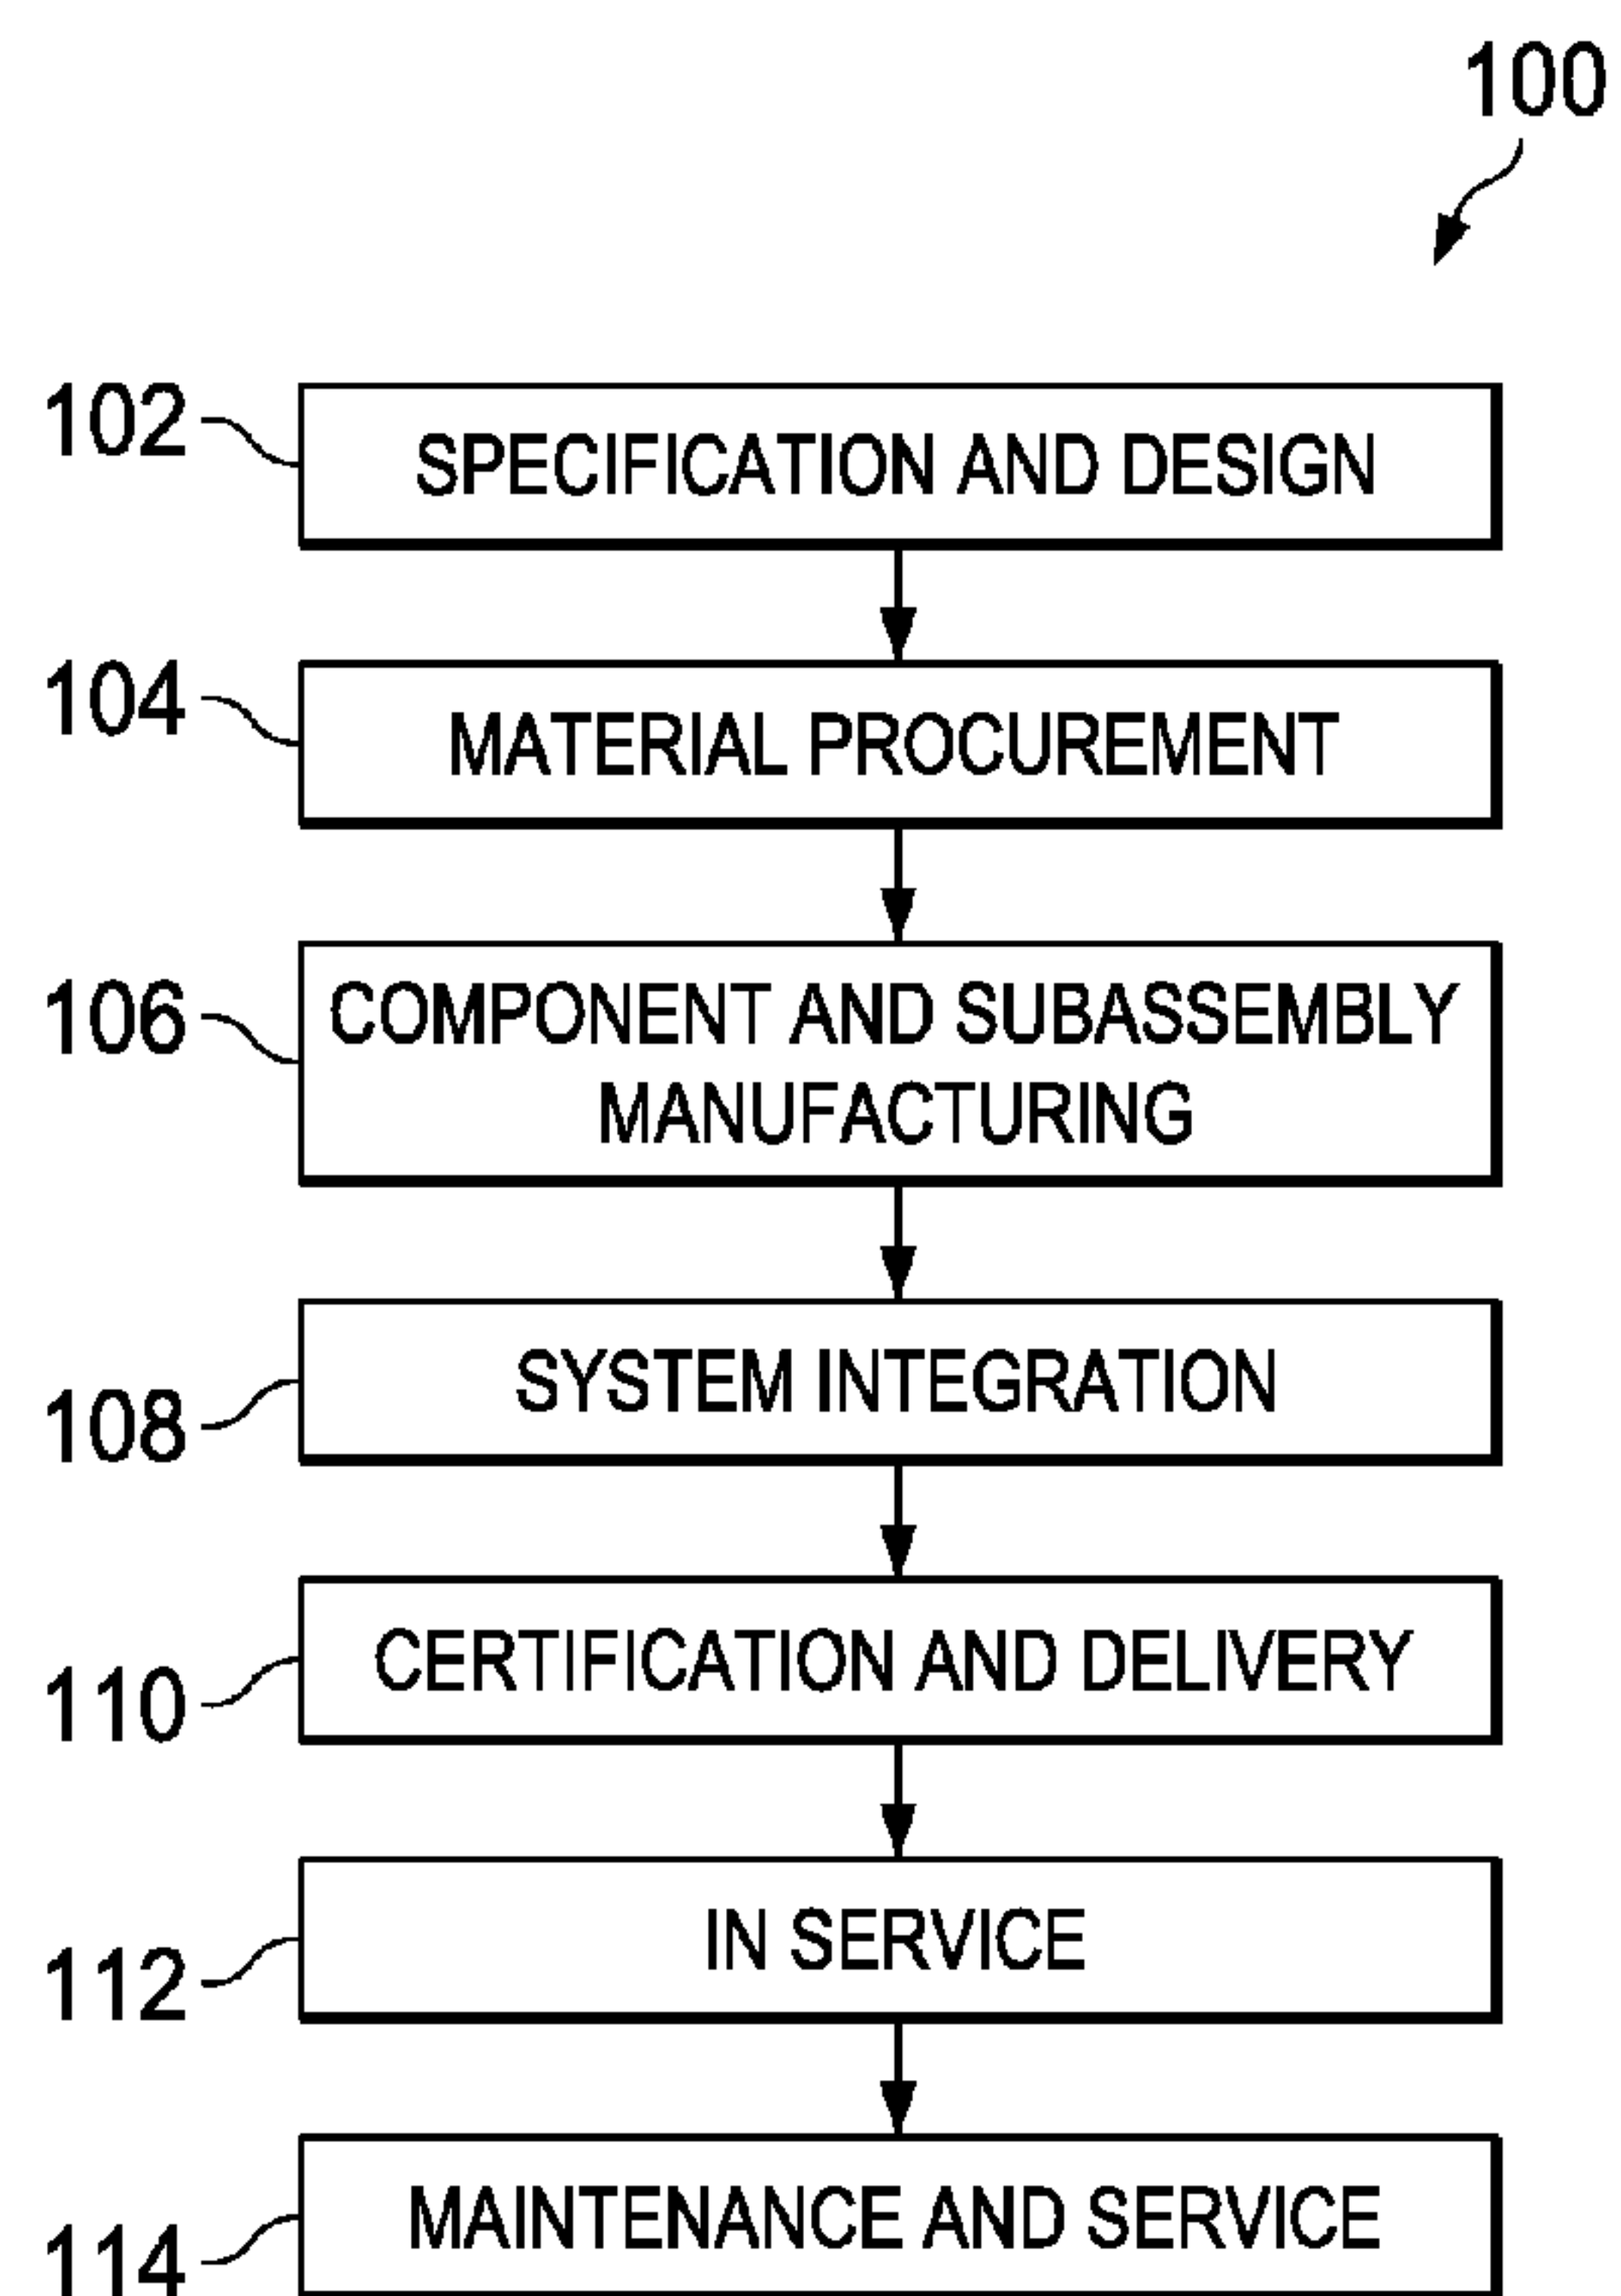 100
102
SPECIFICATION AND DESIGN
104
MATERIAL PROCUREMENT
106
COMPONENT AND SUBASSEMBLY
MANUFACTURING
108
SYSTEM INTEGRATION
110
CERTIFICATION AND DELIVERY
112
IN SERVICE
114
MAINTENANCE AND SERVICE